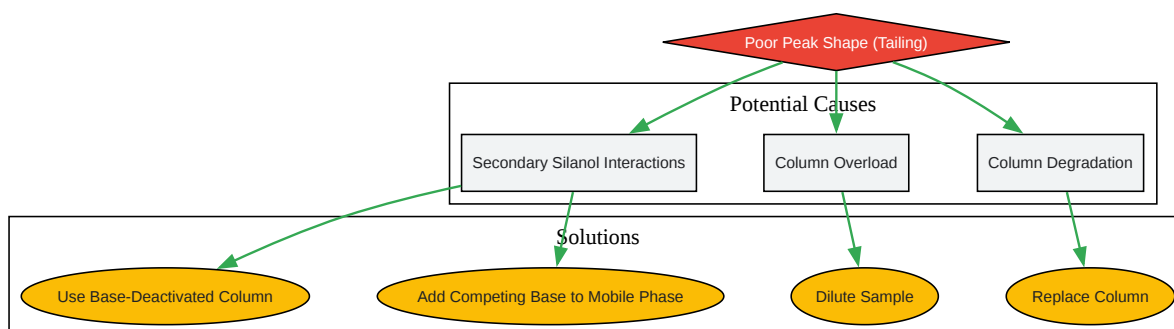 Poor Peak Shape (Tailing)
Potential Causes
Secondary Silanol Interactions
Column Overload
Column Degradation
Solutions
Use Base-Deactivated Column
Add Competing Base to Mobile Phase
Dilute Sample
Replace Column